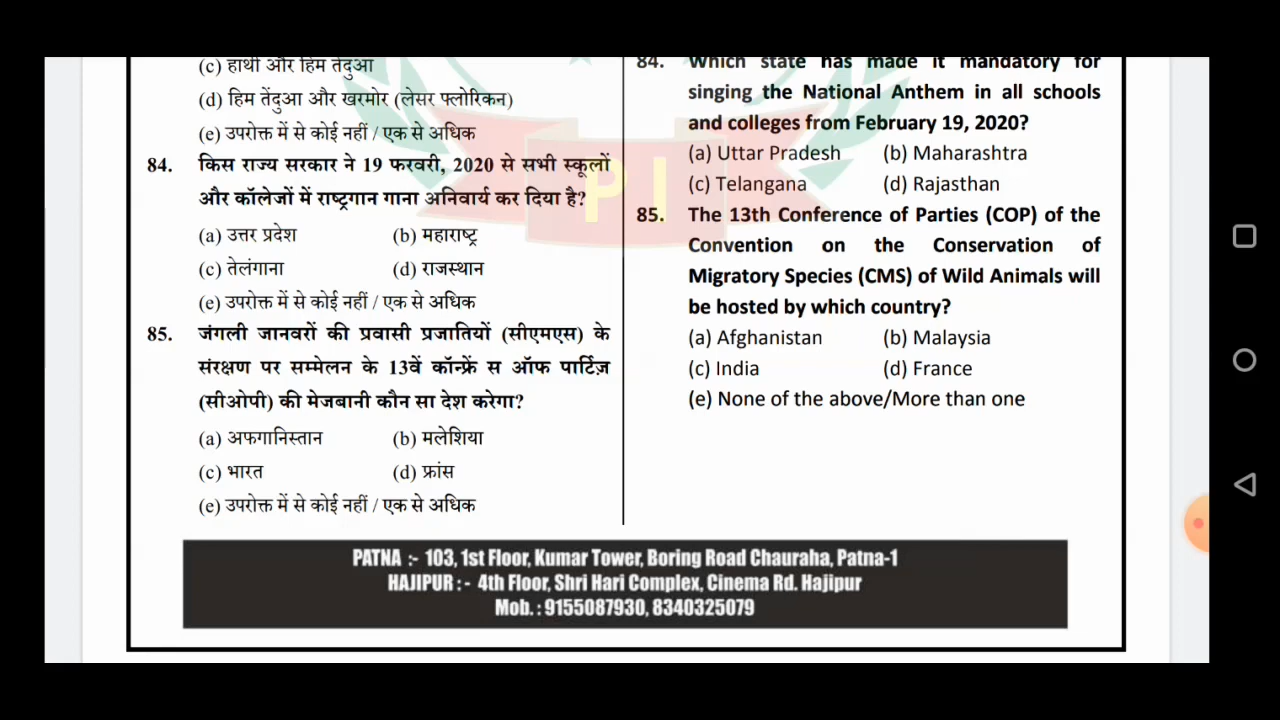 (c) हाथी और हिम तेंदुआ
(d) हिम तेंदुआ और खरमोर (लेसर फ्लोरिकन)
(e) उपरोक्त में से कोई नहीं / एक से अधिक
84. किस राज्य सरकार ने 19 फरवरी, 2020 से सभी स्कूलों
और कॉलेजों में राष्ट्रगान गाना अनिवार्य कर दिया है?
(a) उत्तर प्रदेश (b) महाराष्ट्र
(c) तेलंगाना (d) राजस्थान
(e) उपरोक्त में से कोई नहीं / एक से अधिक
85. जंगली जानवरों की प्रवासी प्रजातियों (सीएमएस) के
संरक्षण पर सम्मेलन के 13वें कॉन्फ्रें स ऑफ पार्टिज़
(सीओपी) की मेजबानी कौन सा देश करेगा?
(a) अफगानिस्तान (b) मलेशिया
(c) भारत (d) फ्रांस
(e) उपरोक्त में से कोई नहीं / एक से अधिक
84. Which state has made it mandatory for
singing the National Anthem in all schools
and colleges from February 19, 2020?
(a) Uttar Pradesh (b) Maharashtra
(c) Telangana (d) Rajasthan
85. The 13th Conference of Parties (COP) of the
Convention on the Conservation of
Migratory Species (CMS) of Wild Animals will
be hosted by which country?
(a) Afghanistan (b) Malaysia
(c) India (d) France
(e) None of the above/More than one
PI
PATNA :- 103, 1st Floor, Kumar Tower, Boring Road Chauraha, Patna-1
HAJIPUR :- 4th Floor, Shri Hari Complex, Cinema Rd. Hajipur
Mob. : 9155087930, 8340325079